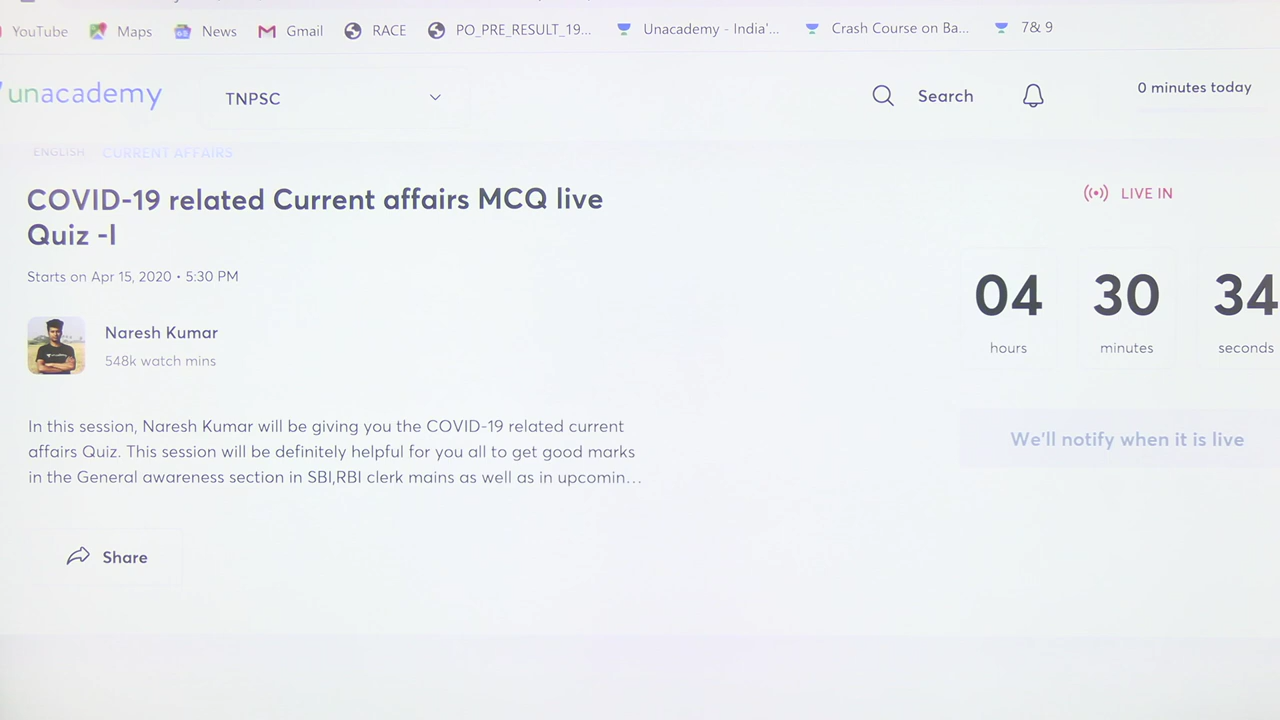 YouTube Maps News Gmail RACE PO_PRE_RESULT_19... Unacademy - India'... Crash Course on Ba... 7& 9
unacademy TNPSC Search 0 minutes today
ENGLISH CURRENT AFFAIRS
COVID-19 related Current affairs MCQ live
Quiz -I
LIVE IN
Starts on Apr 15, 2020 • 5:30 PM
04 30 34
hours minutes seconds
Naresh Kumar
548k watch mins
We'll notify when it is live
In this session, Naresh Kumar will be giving you the COVID-19 related current
affairs Quiz. This session will be definitely helpful for you all to get good marks
in the General awareness section in SBI,RBI clerk mains as well as in upcomin...
Share